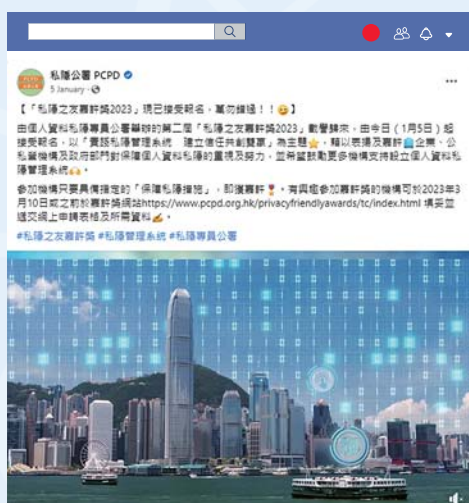 私隱公署 PCPD
5 January
【「私隱之友嘉許獎2023」現已接受報名，萬勿錯過！！】
由個人資料私隱專員公署舉辦的第二屆「私隱之友嘉許獎2023」載譽歸來，由今日（1月5日）起
接受報名，以「實踐私隱管理系統 建立信任共創雙贏」為主題，藉以表揚及嘉許企業、公
私營機構及政府部門對保障個人資料私隱的重視及努力，並希望鼓勵更多機構支持設立個人資料私
隱管理系統。
參加機構只要具備指定的「保障私隱措施」，即獲嘉許。有興趣參加嘉許獎的機構可於2023年3
月10日或之前於嘉許獎網站https://www.pcpd.org.hk/privacyfriendlyawards/tc/index.html 填妥並
遞交網上申請表格及所需資料。
#私隱之友嘉許獎 #私隱管理系統 #私隱專員公署